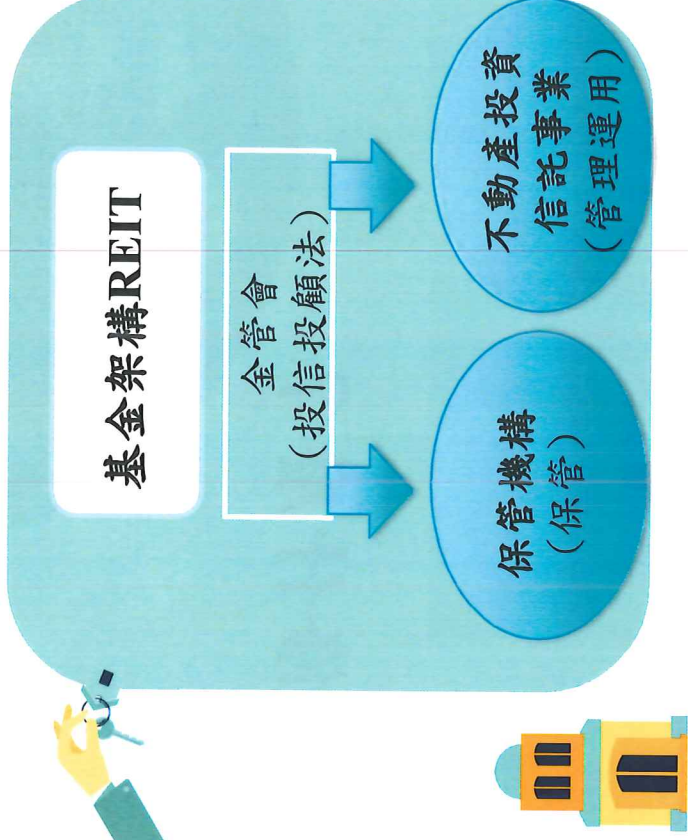 基金架構REIT
金管會
(投信投顧法)
保管機構
(保管)
不動產投資
信託事業
(管理運用)